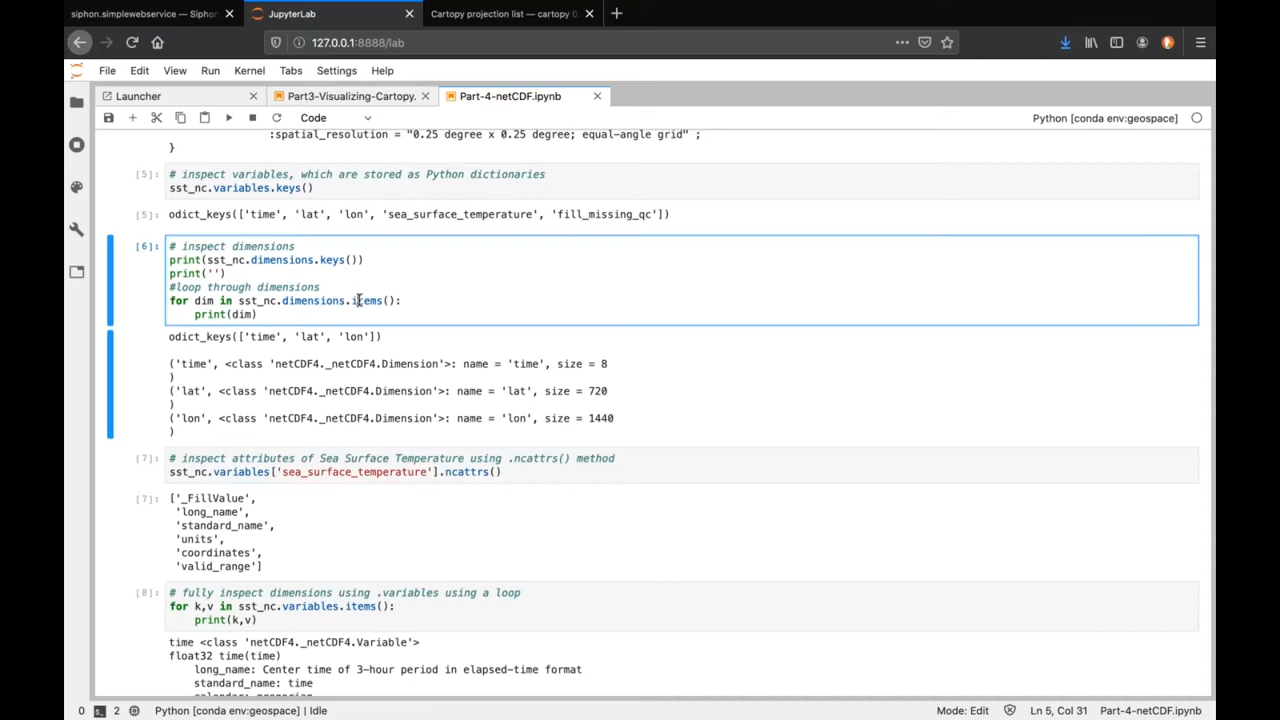 siphon.simplewebservice — Siphon
JupyterLab
Cartopy projection list — cartopy
127.0.0.1:8888/lab
File Edit View Run Kernel Tabs Settings Help
Launcher
Part3-Visualizing-Cartopy.
Part-4-netCDF.ipynb
Code
Python [conda env:geospace]
:spatial_resolution = "0.25 degree x 0.25 degree; equal-angle grid" ;
}
[5]: # inspect variables, which are stored as Python dictionaries
sst_nc.variables.keys()
[5]: odict_keys(['time', 'lat', 'lon', 'sea_surface_temperature', 'fill_missing_qc'])
[6]: # inspect dimensions
print(sst_nc.dimensions.keys())
print('')
#loop through dimensions
for dim in sst_nc.dimensions.items():
print(dim)
odict_keys(['time', 'lat', 'lon'])
('time', <class 'netCDF4._netCDF4.Dimension'>: name = 'time', size = 8
)
('lat', <class 'netCDF4._netCDF4.Dimension'>: name = 'lat', size = 720
)
('lon', <class 'netCDF4._netCDF4.Dimension'>: name = 'lon', size = 1440
)
[7]: # inspect attributes of Sea Surface Temperature using .ncattrs() method
sst_nc.variables['sea_surface_temperature'].ncattrs()
[7]: ['_FillValue',
'long_name',
'standard_name',
'units',
'coordinates',
'valid_range']
[8]: # fully inspect dimensions using .variables using a loop
for k,v in sst_nc.variables.items():
print(k,v)
time <class 'netCDF4._netCDF4.Variable'>
float32 time(time)
long_name: Center time of 3-hour period in elapsed-time format
standard_name: time
0 2 Python [conda env:geospace] | Idle
Mode: Edit Ln 5, Col 31 Part-4-netCDF.ipynb